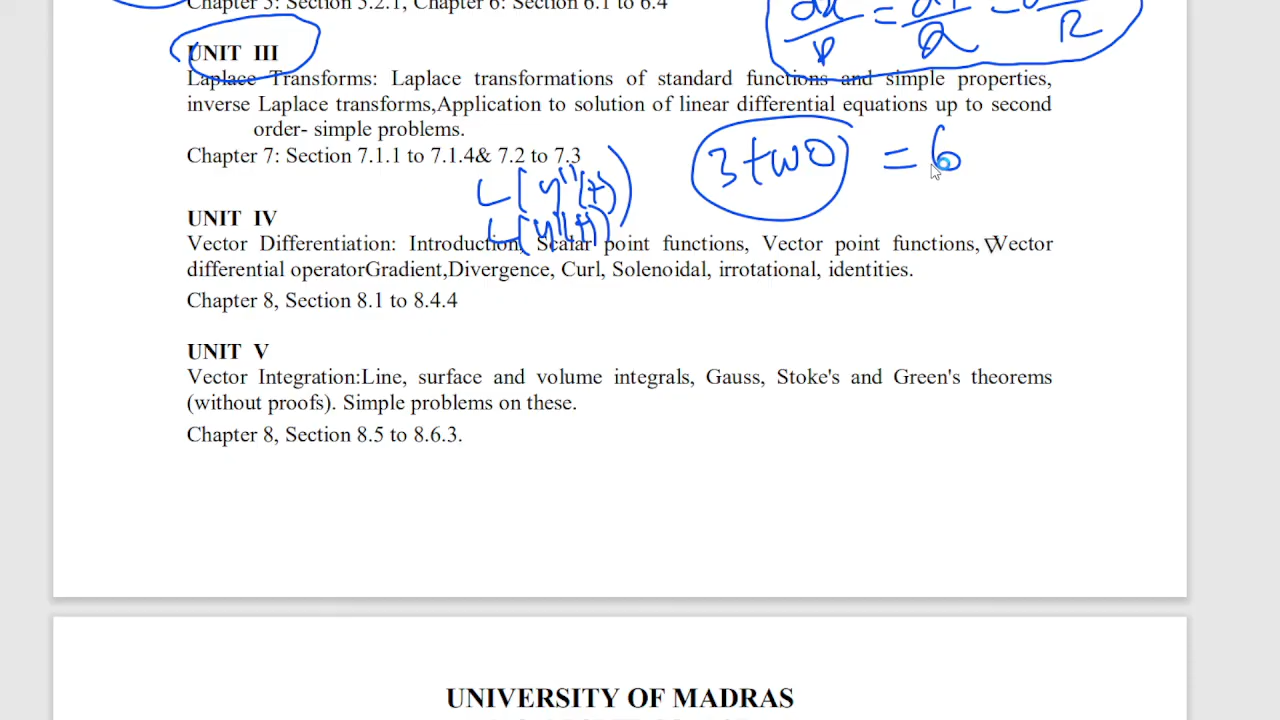 Chapter 5: Section 5.2.1, Chapter 6: Section 6.1 to 6.4
UNIT III
Laplace Transforms: Laplace transformations of standard functions and simple properties,
inverse Laplace transforms,Application to solution of linear differential equations up to second
order- simple problems.
3 two = 6
Chapter 7: Section 7.1.1 to 7.1.4& 7.2 to 7.3
L[y''(t)
L[y'(t)
UNIT IV
Vector Differentiation: Introduction, Scalar point functions, Vector point functions, Vector
∇
differential operatorGradient,Divergence, Curl, Solenoidal, irrotational, identities.
Chapter 8, Section 8.1 to 8.4.4
UNIT V
Vector Integration:Line, surface and volume integrals, Gauss, Stoke's and Green's theorems
(without proofs). Simple problems on these.
Chapter 8, Section 8.5 to 8.6.3.
UNIVERSITY OF MADRAS